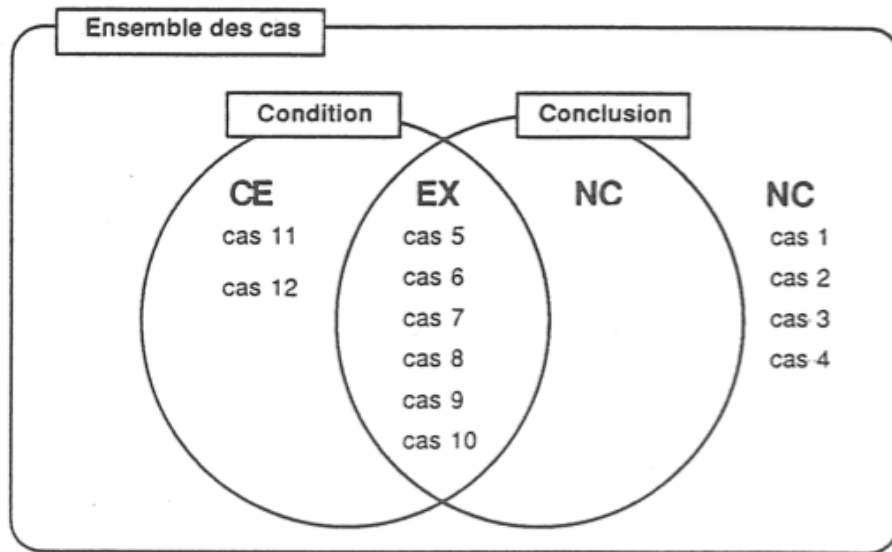 Ensemble des cas
Condition
Conclusion
CE
EX
NC
NC
cas 11
cas 5
cas 1
cas 12
cas 6
cas 2
cas 7
cas 3
cas 8
cas 4
cas 9
cas 10